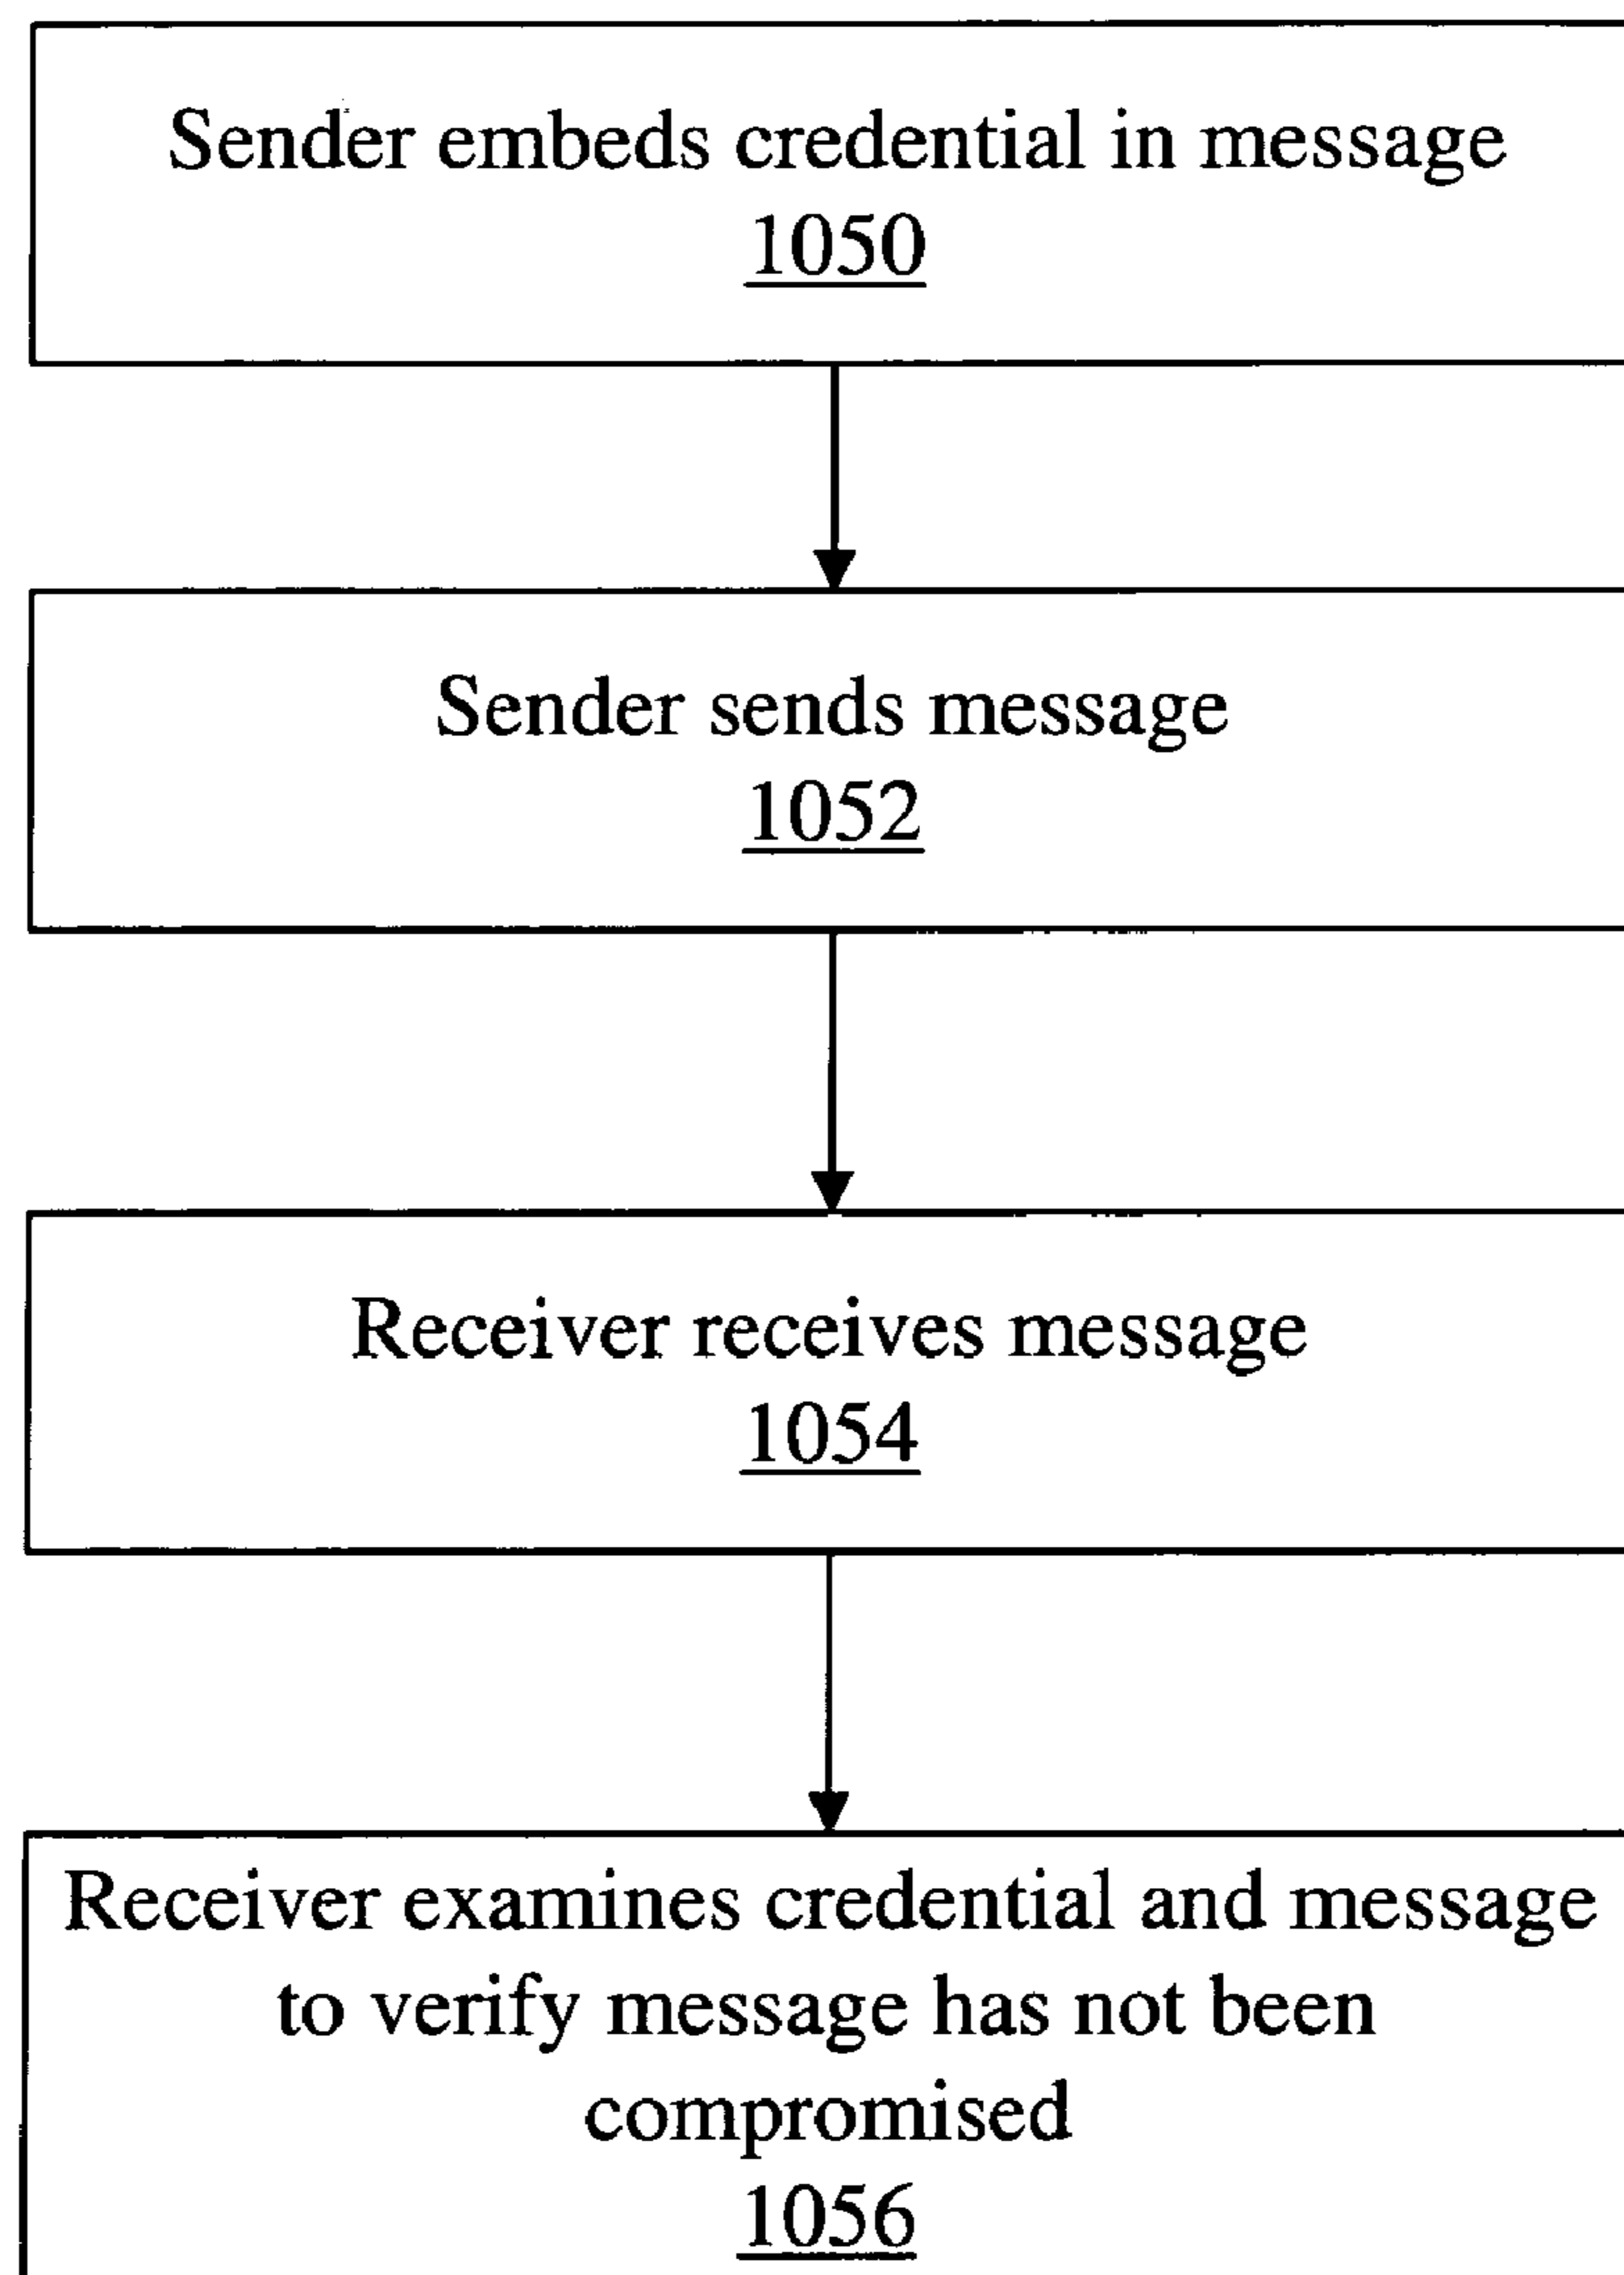 Sender embeds credential in message
1050
Sender sends message
1052
Receiver receives message
1054
Receiver examines credential and message
to verify message has not been
compromised
1056